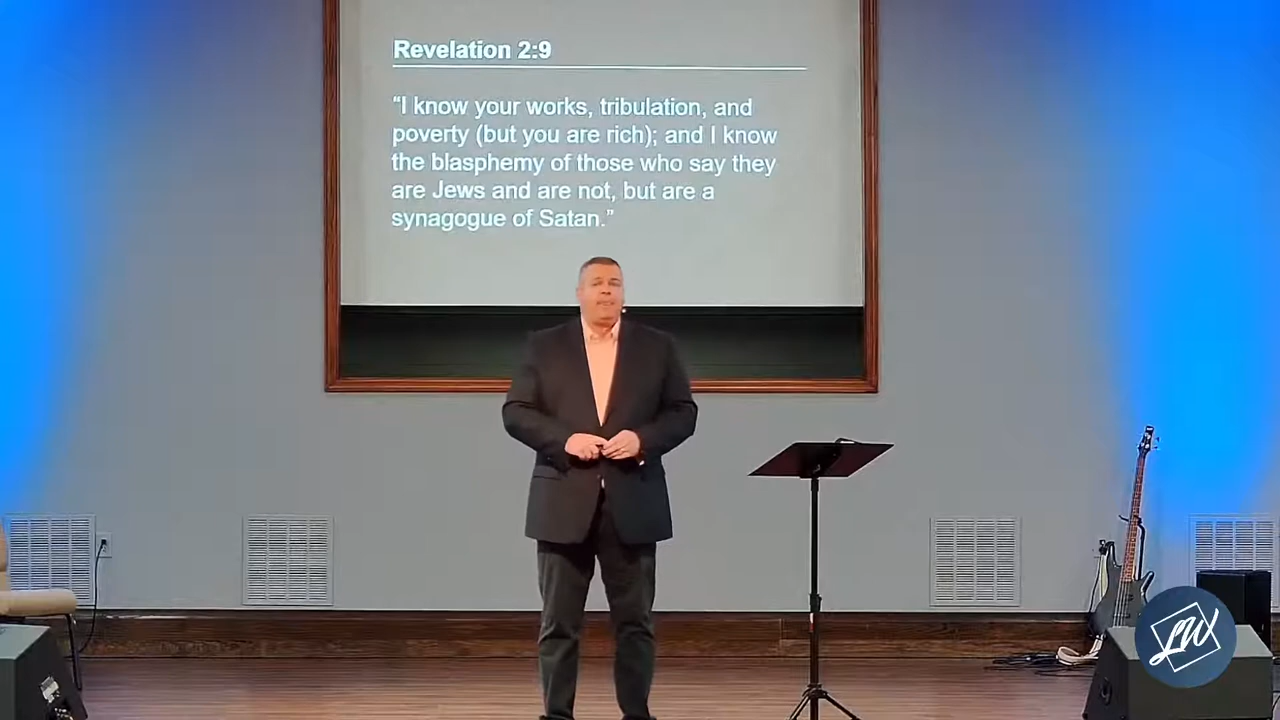 Revelation 2:9
“I know your works, tribulation, and
poverty (but you are rich); and I know
the blasphemy of those who say they
are Jews and are not, but are a
synagogue of Satan.”
LW